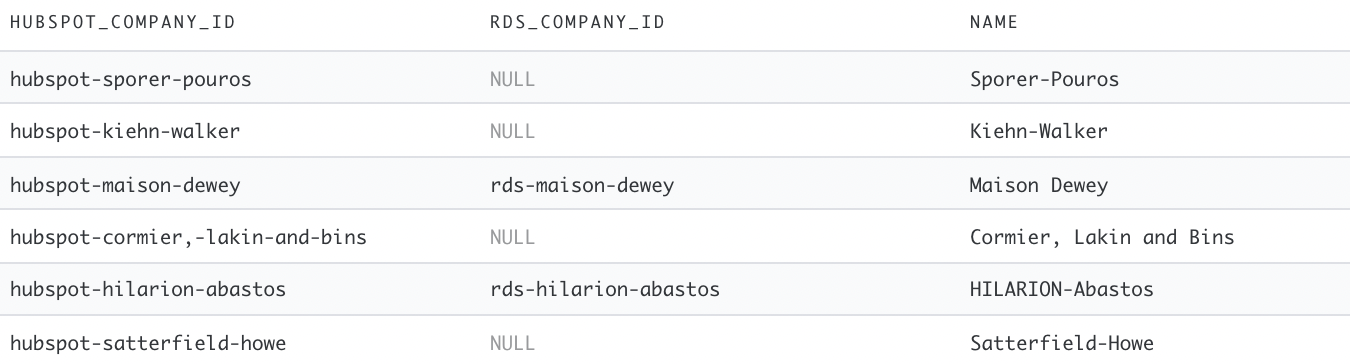 HUBSPOT_COMPANY_ID RDS_COMPANY_ID NAME
hubspot-sporer-pouros NULL Sporer-Pouros
hubspot-kiehn-walker NULL Kiehn-Walker
hubspot-maison-dewey rds-maison-dewey Maison Dewey
hubspot-cormier,-lakin-and-bins NULL Cormier, Lakin and Bins
hubspot-hilarion-abastos rds-hilarion-abastos HILARION-Abastos
hubspot-satterfield-howe NULL Satterfield-Howe